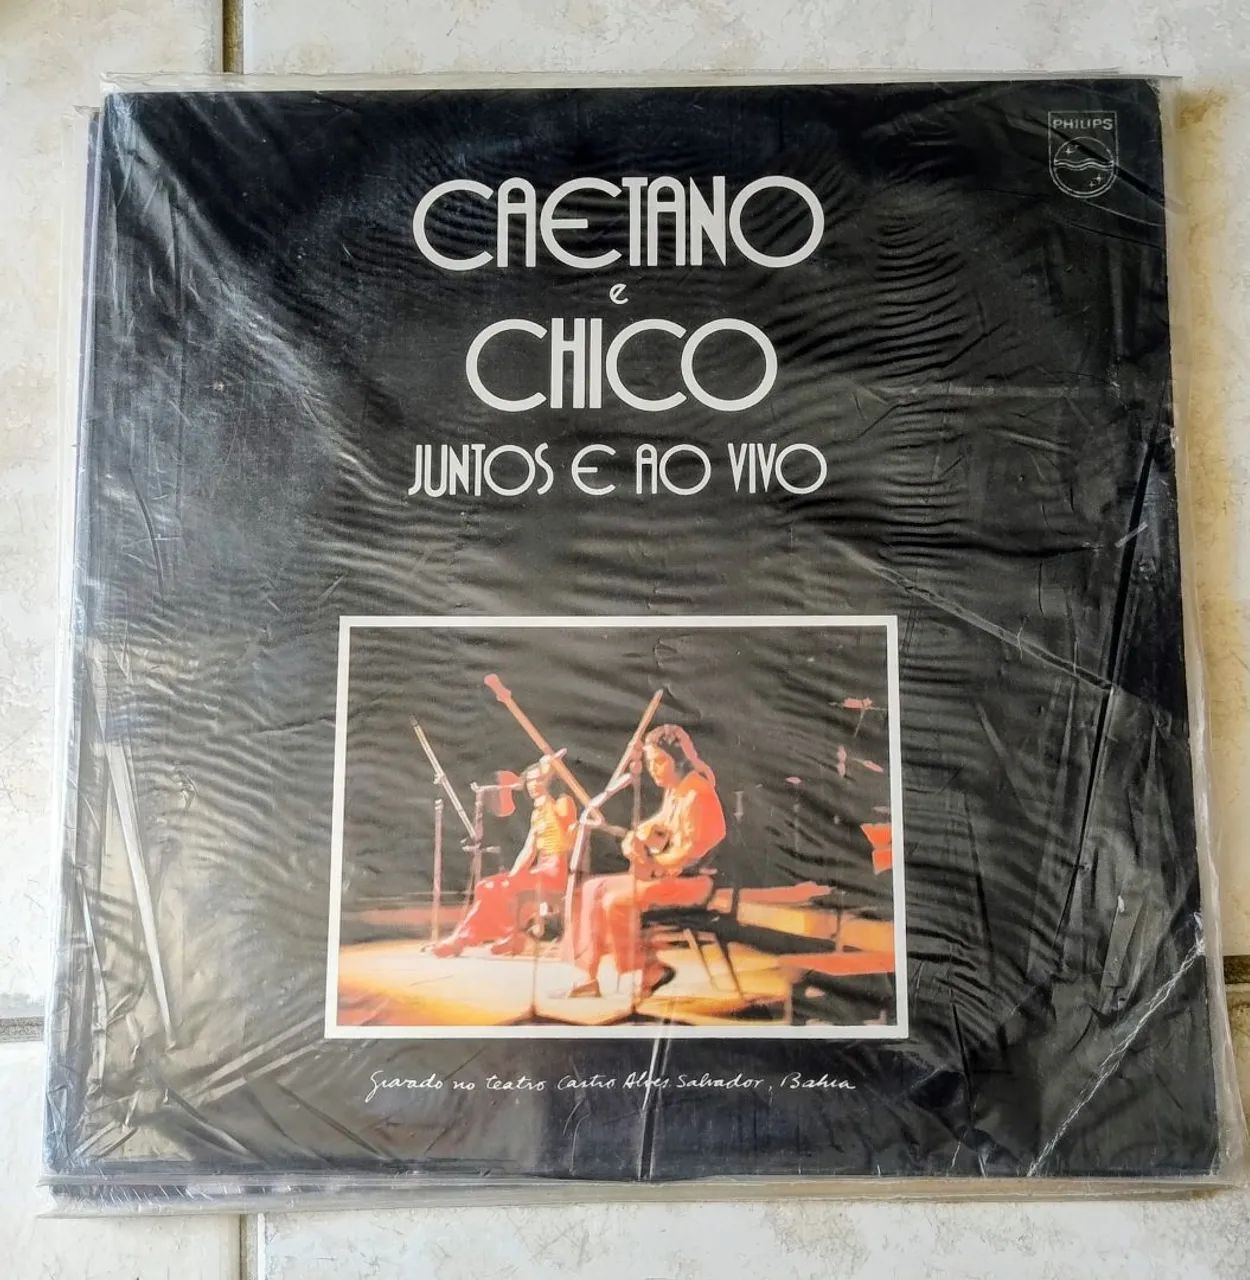 PHILIPS
CAETANO
e
CHICO
JUNTOS E AO VIVO
Gravado no teatro Castro Alves. Salvador, Bahia